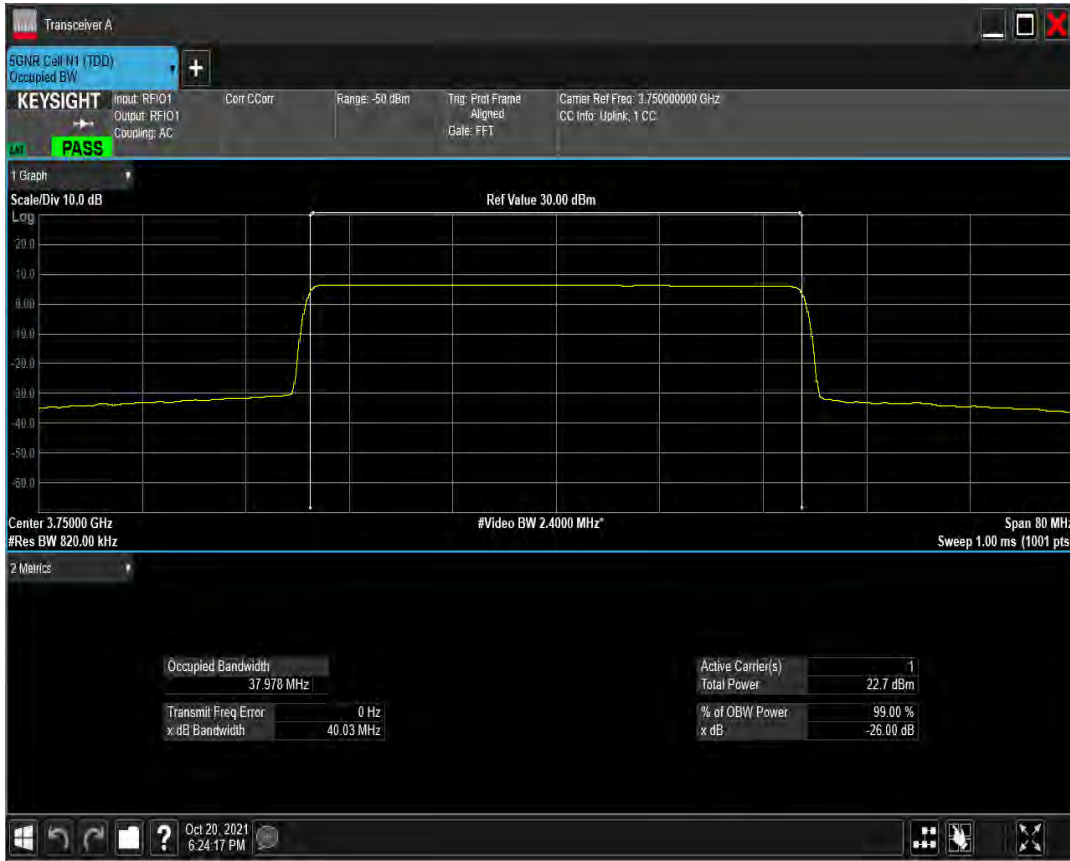 Transceiver A
5GNR Cell N1 (TDD)
Occupied BW
+
KEYSIGHT
Input: RFIO1
Output: RFIO1
Coupling: AC
Corr CCorr
Range: -50 dBm
Trig: Prot Frame
Aligned
Gate: FFT
Carrier Ref Freq: 3.750000000 GHz
CC Info: Uplink, 1 CC
PASS
1 Graph
Scale/Div 10.0 dB
Ref Value 30.00 dBm
Log
20.0
10.0
0.00
-10.0
-20.0
-30.0
-40.0
-50.0
-60.0
Center 3.75000 GHz
#Video BW 2.4000 MHz*
Span 80 MHz
#Res BW 820.00 kHz
Sweep 1.00 ms (1001 pts
2 Metrics
Occupied Bandwidth
37.978 MHz
Transmit Freq Error 0 Hz
x dB Bandwidth 40.03 MHz
Active Carrier(s) 1
Total Power 22.7 dBm
% of OBW Power 99.00 %
x dB -26.00 dB
?
Oct 20, 2021
6:24:17 PM